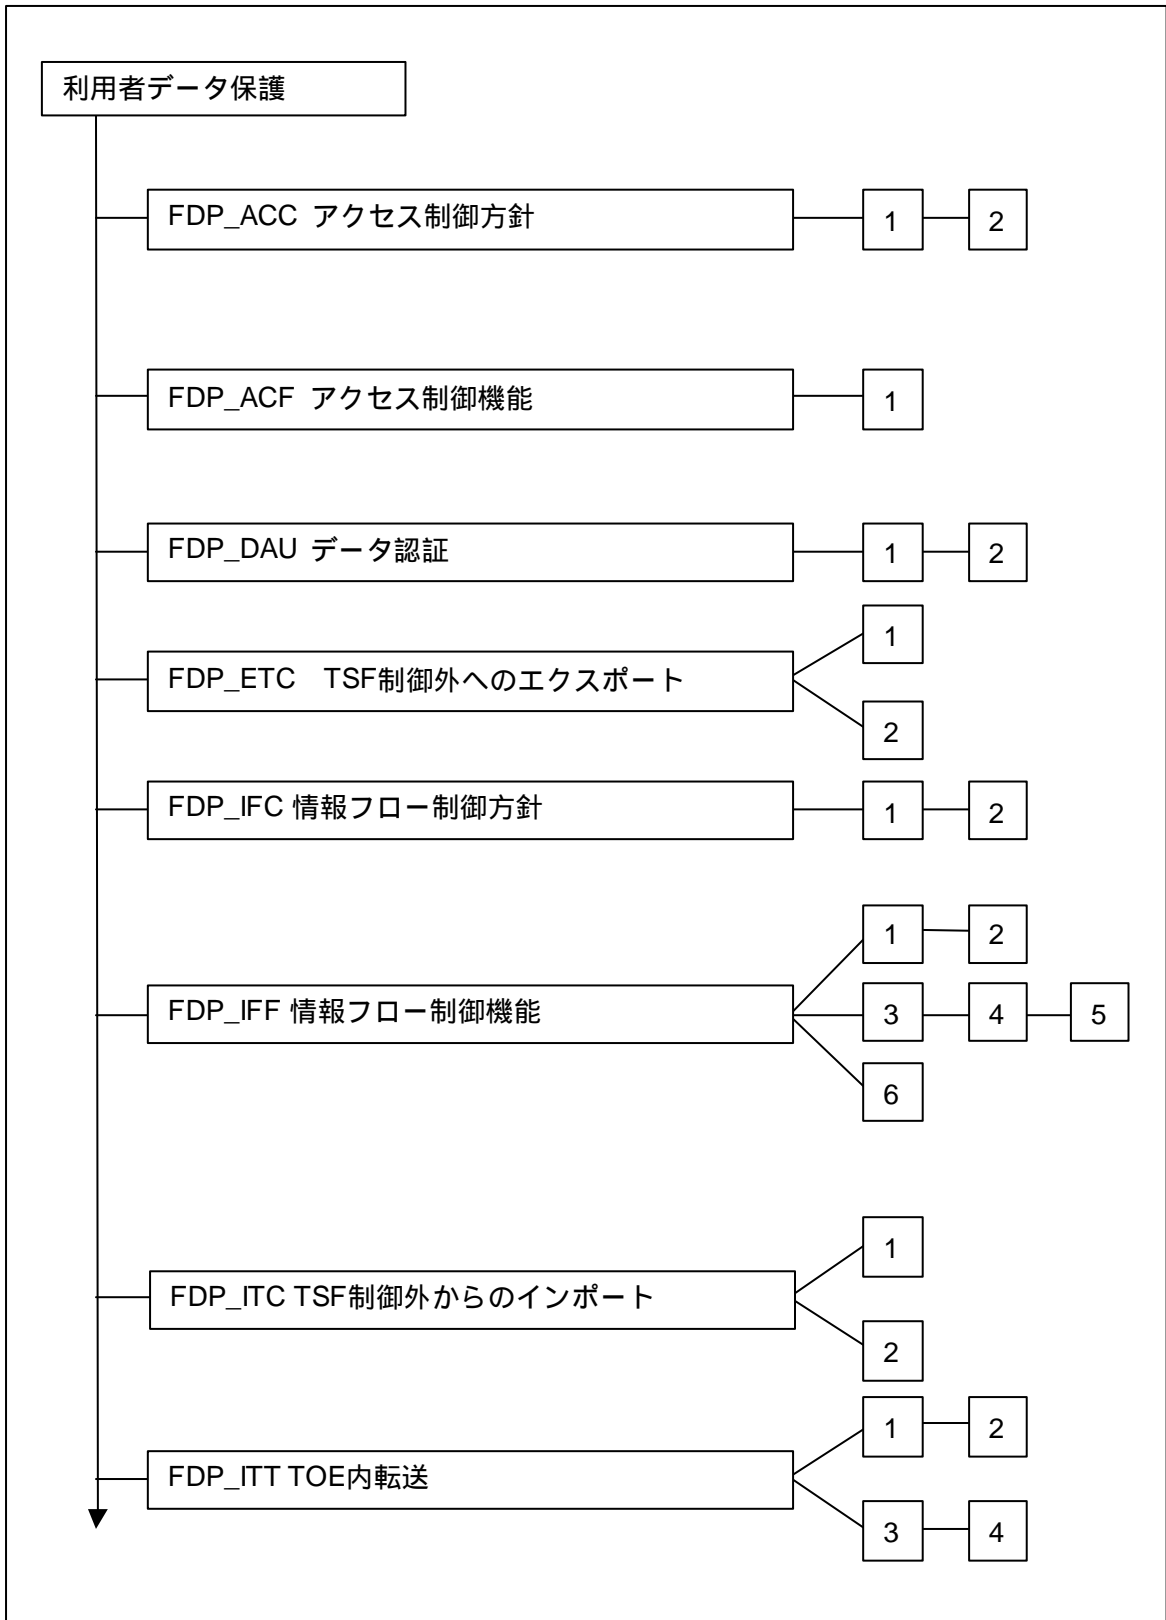 利用者データ保護
FDP_ACC アクセス制御方針 1 2
FDP_ACF アクセス制御機能 1
FDP_DAU データ認証 1 2
1
FDP_ETC　TSF制御外へのエクスポート
2
FDP_IFC 情報フロー制御方針 1 2
1 2
FDP_IFF 情報フロー制御機能 3 4 5
6
1
FDP_ITC TSF制御外からのインポート
2
1 2
FDP_ITT TOE内転送
3 4